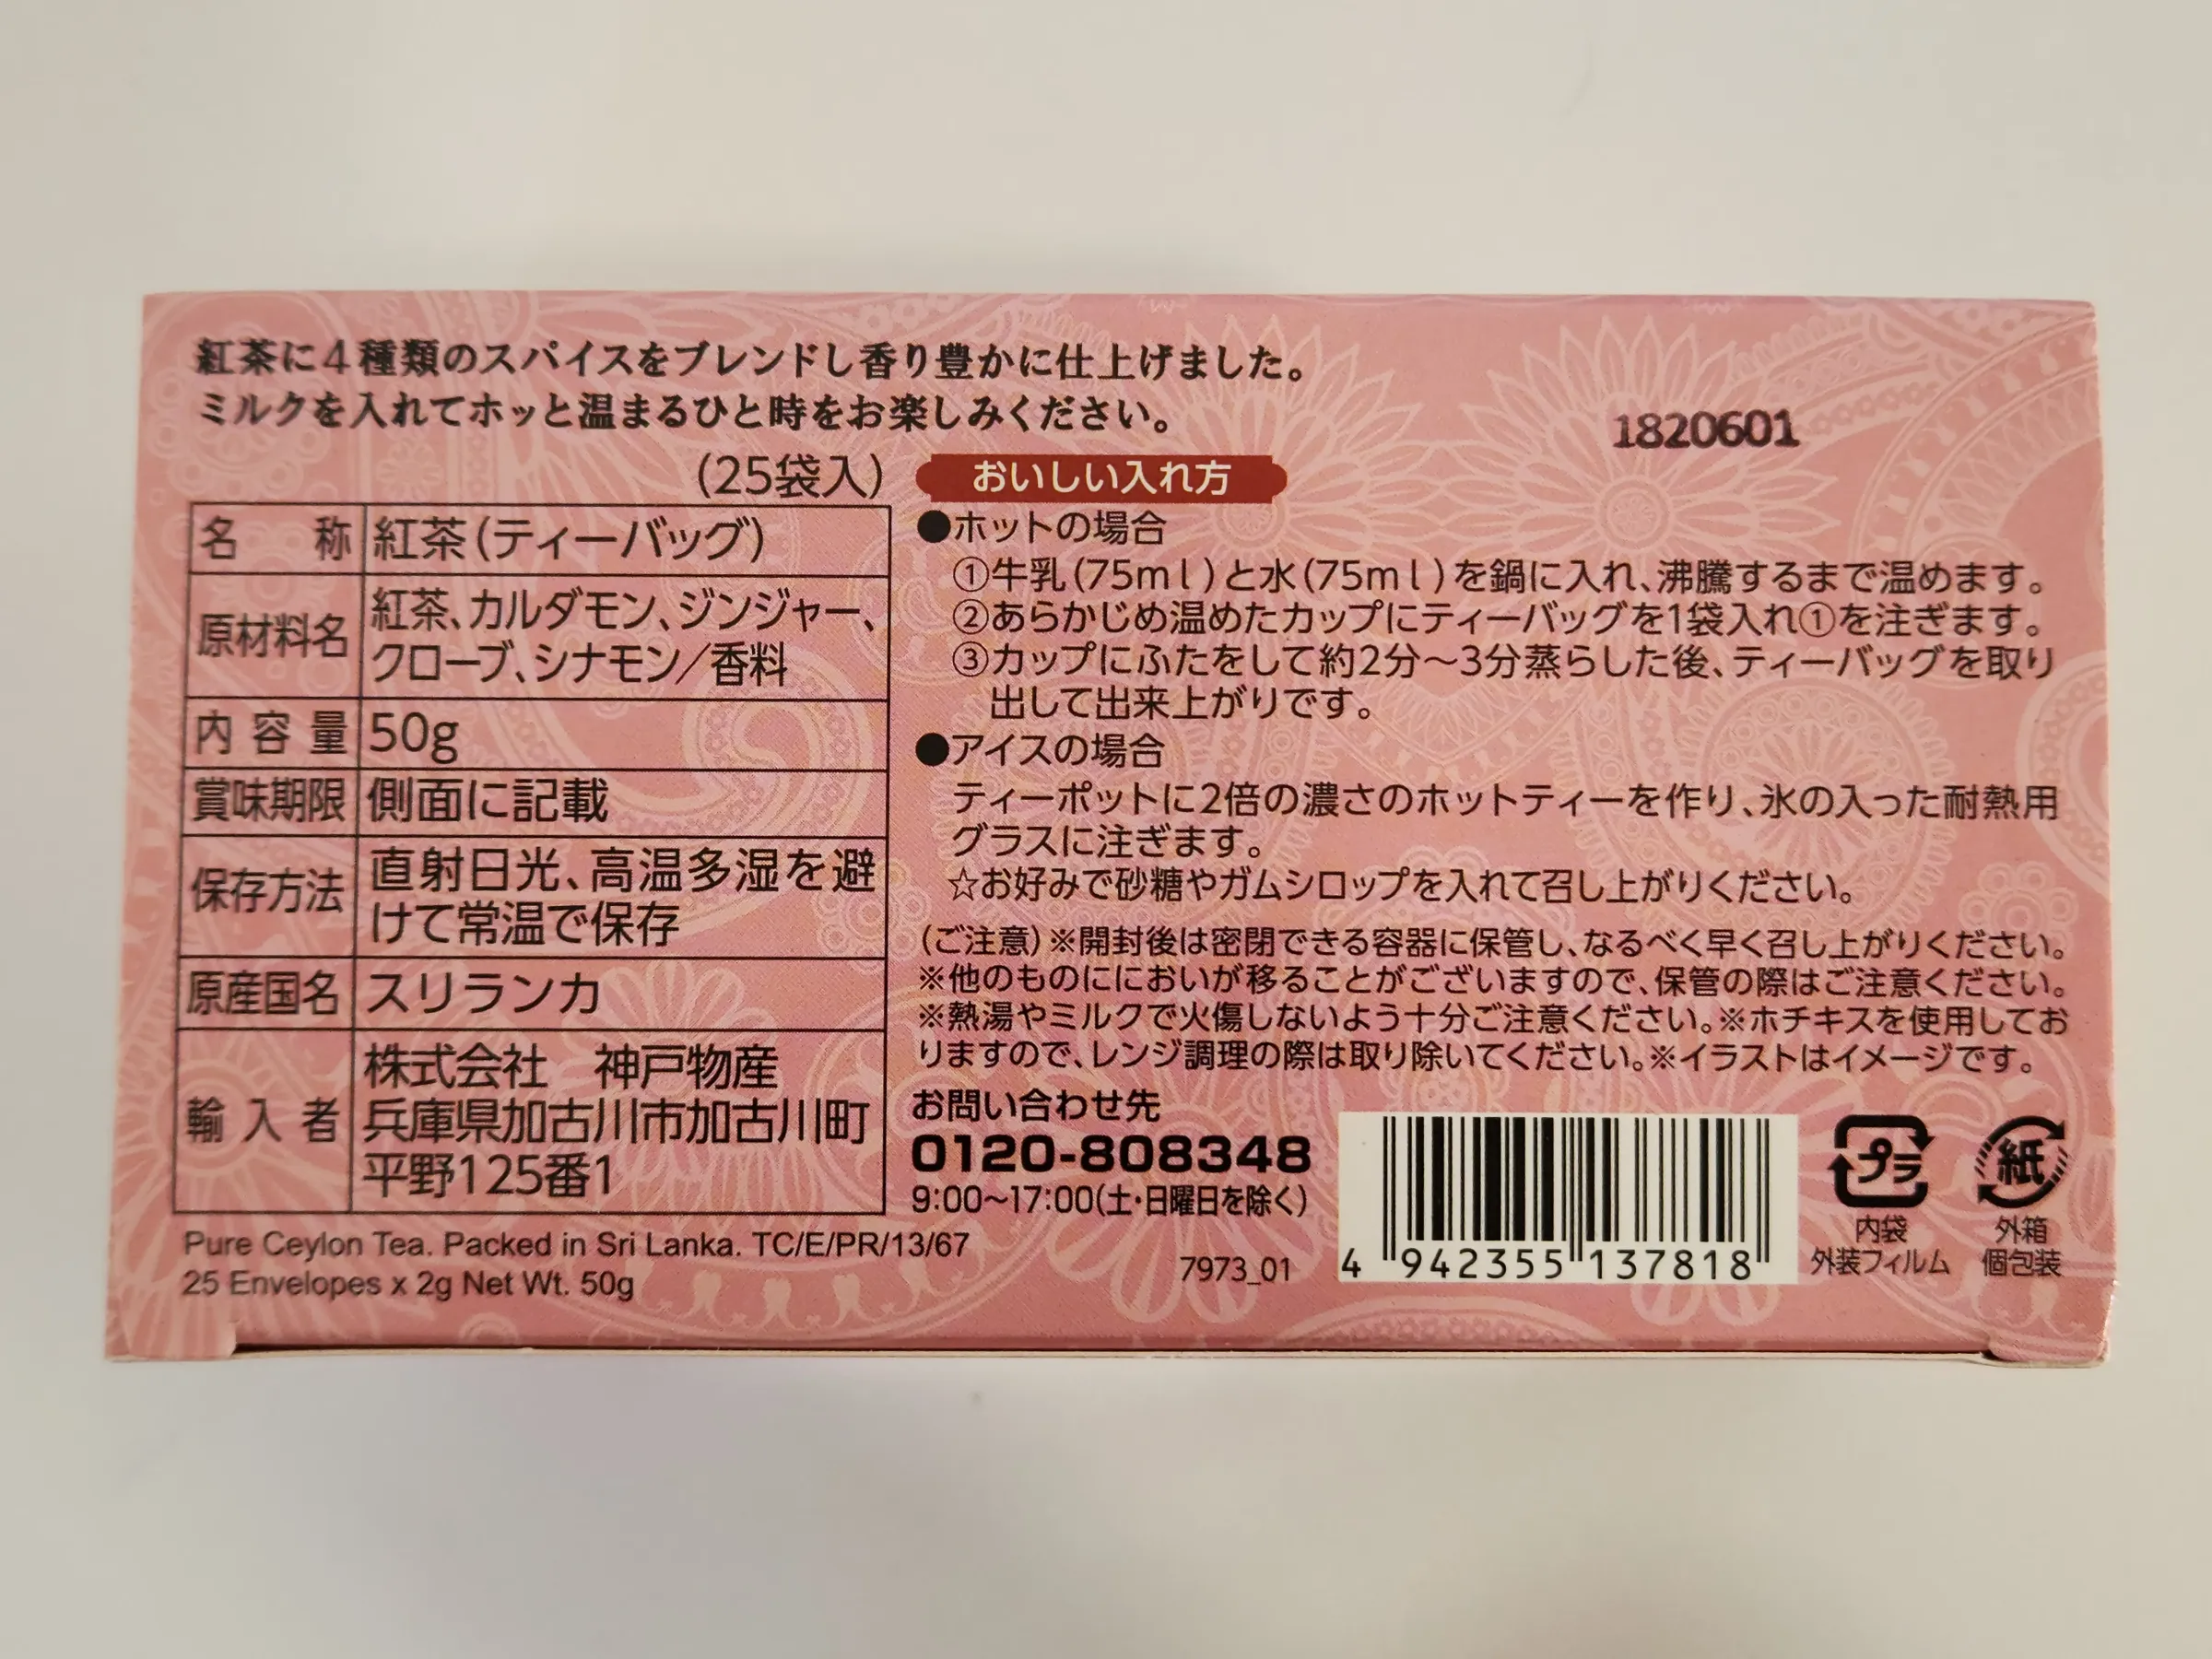 紅茶に4種類のスパイスをブレンドし香り豊かに仕上げました。
ミルクを入れてホッと温まるひと時をお楽しみください。
1820601
(25袋入)
名 称 紅茶(ティーバッグ)
原材料名 紅茶、カルダモン、ジンジャー、
クローブ、シナモン/香料
内容量 50g
賞味期限 側面に記載
保存方法 直射日光、高温多湿を避
けて常温で保存
原産国名 スリランカ
輸入者 株式会社 神戸物産
兵庫県加古川市加古川町
平野125番1
Pure Ceylon Tea. Packed in Sri Lanka. TC/E/PR/13/67
25 Envelopes x 2g Net Wt. 50g
おいしい入れ方
●ホットの場合
①牛乳(75ml)と水(75ml)を鍋に入れ、沸騰するまで温めます。
②あらかじめ温めたカップにティーバッグを1袋入れ①を注ぎます。
③カップにふたをして約2分～3分蒸らした後、ティーバッグを取り
出して出来上がりです。
●アイスの場合
ティーポットに2倍の濃さのホットティーを作り、氷の入った耐熱用
グラスに注ぎます。
☆お好みで砂糖やガムシロップを入れて召し上がりください。
(ご注意)※開封後は密閉できる容器に保管し、なるべく早く召し上がりください。
※他のものににおいが移ることがございますので、保管の際はご注意ください。
※熱湯やミルクで火傷しないよう十分ご注意ください。※ホチキスを使用してお
りますので、レンジ調理の際は取り除いてください。※イラストはイメージです。
お問い合わせ先
0120-808348
9:00～17:00(土・日曜日を除く)
7973_01
4 942355 137818
プラ
内袋
外装フィルム
紙
外箱
個包装